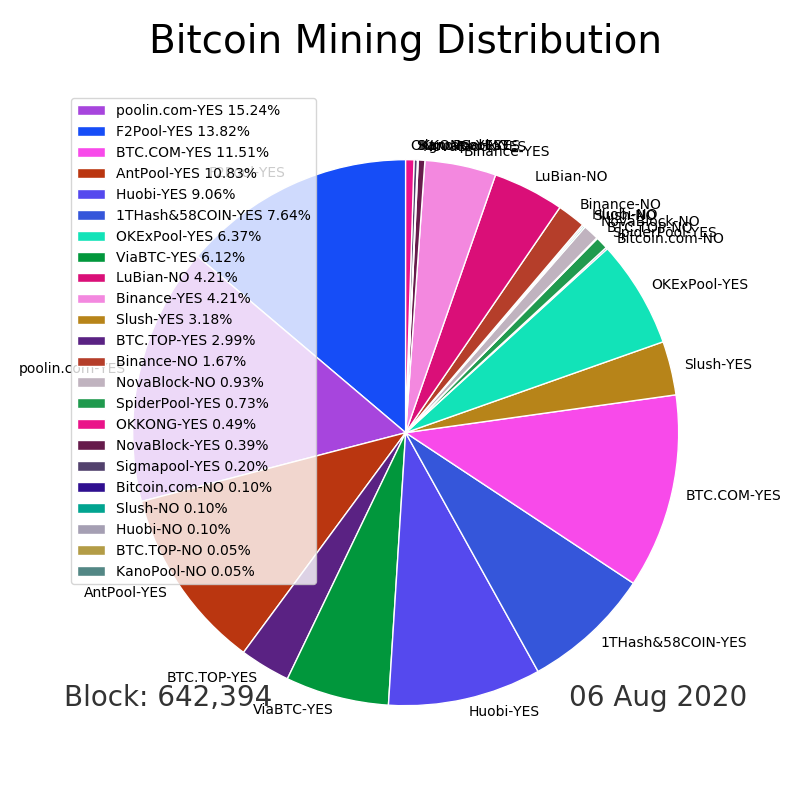 Bitcoin Mining Distribution
poolin.com-YES 15.24%
F2Pool-YES 13.82%
BTC.COM-YES 11.51%
AntPool-YES 10.83%
Huobi-YES 9.06%
1THash&58COIN-YES 7.64%
OKExPool-YES 6.37%
ViaBTC-YES 6.12%
LuBian-NO 4.21%
Binance-YES 4.21%
Slush-YES 3.18%
BTC.TOP-YES 2.99%
Binance-NO 1.67%
NovaBlock-NO 0.93%
SpiderPool-YES 0.73%
OKKONG-YES 0.49%
NovaBlock-YES 0.39%
Sigmapool-YES 0.20%
Bitcoin.com-NO 0.10%
Slush-NO 0.10%
Huobi-NO 0.10%
BTC.TOP-NO 0.05%
KanoPool-NO 0.05%
Binance-YES
LuBian-NO
Binance-NO
NovaBlock-NO
BTC.TOP-NO
SpiderPool-YES
Bitcoin.com-NO
OKExPool-YES
Slush-YES
poolin.com-YES
BTC.COM-YES
AntPool-YES
1THash&58COIN-YES
BTC.TOP-YES
ViaBTC-YES
Huobi-YES
Block: 642,394
06 Aug 2020